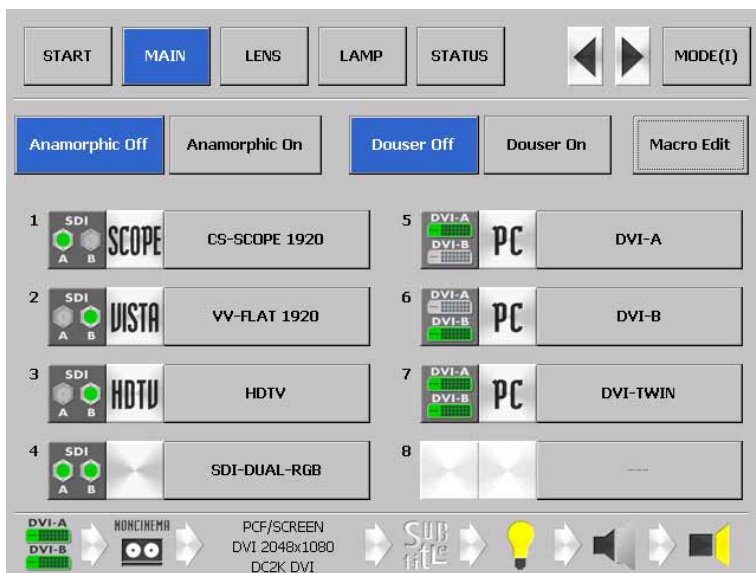 START MAIN LENS LAMP STATUS MODE(I)
Anamorphic Off Anamorphic On Douser Off Douser On Macro Edit
1 SDI A B SCOPE CS-SCOPE 1920
5 DVI-A DVI-B PC DVI-A
2 SDI A B VISTA VV-FLAT 1920
6 DVI-A DVI-B PC DVI-B
3 SDI A B HDTV HDTV
7 DVI-A DVI-B PC DVI-TWIN
4 SDI A B SDI-DUAL-RGB
8 ---
DVI-A DVI-B NONCINEMA
PCF/SCREEN
DVI 2048x1080
DC2K DVI
SUB
titLE